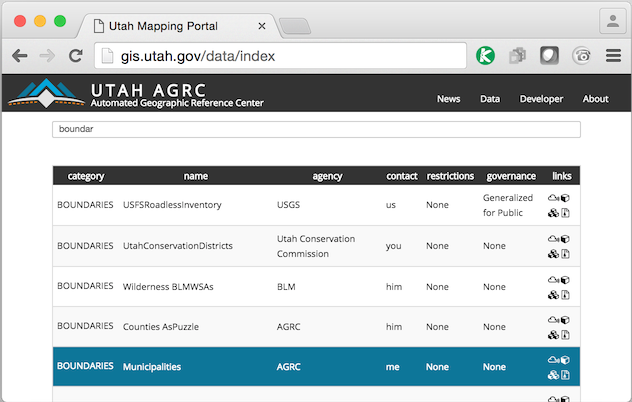 Utah Mapping Portal
gis.utah.gov/data/index
UTAH AGRC
Automated Geographic Reference Center
News Data Developer About
boundar
category name agency contact restrictions governance links
BOUNDARIES USFSRoadlessInventory USGS us None Generalized for Public
BOUNDARIES UtahConservationDistricts Utah Conservation Commission you None None
BOUNDARIES Wilderness BLMWSAs BLM him None None
BOUNDARIES Counties AsPuzzle AGRC him None None
BOUNDARIES Municipalities AGRC me None None